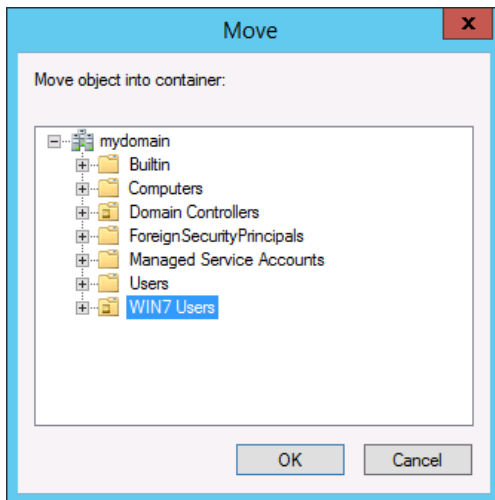 Move
x
Move object into container:
mydomain
Builtin
Computers
Domain Controllers
ForeignSecurityPrincipals
Managed Service Accounts
Users
WIN7 Users
OK Cancel